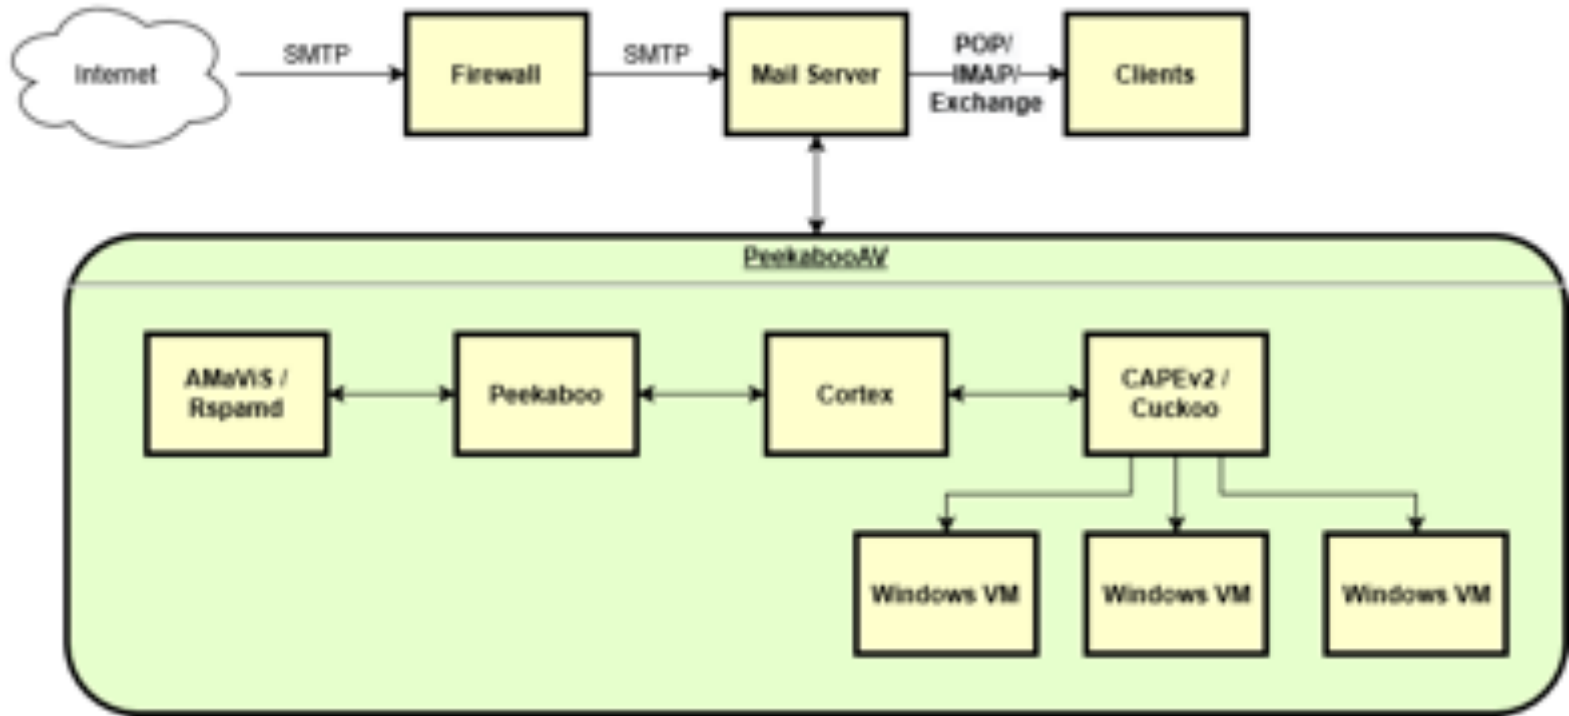 Internet
SMTP
Firewall
SMTP
Mail Server
POP/
IMAP/
Exchange
Clients
PeekabooAV
AMaViS /
Rspamd
Peekaboo
Cortex
CAPEv2 /
Cuckoo
Windows VM
Windows VM
Windows VM